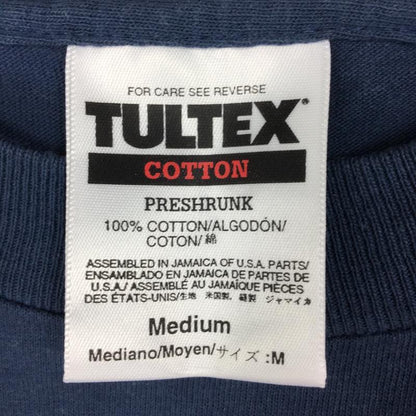 FOR CARE SEE REVERSE
TULTEX®
COTTON
PRESHRUNK
100% COTTON/ALGODÓN/
COTON/綿
ASSEMBLED IN JAMAICA OF U.S.A. PARTS/
ENSAMBLADO EN JAMAICA DE PARTES DE
U.S.A./ ASSEMBLÉ AU JAMAÏQUE PIÈCES
DES ÉTATS-UNIS/生地 米国製, 縫製 ジャマイカ
Medium
Mediano/Moyen/サイズ :M